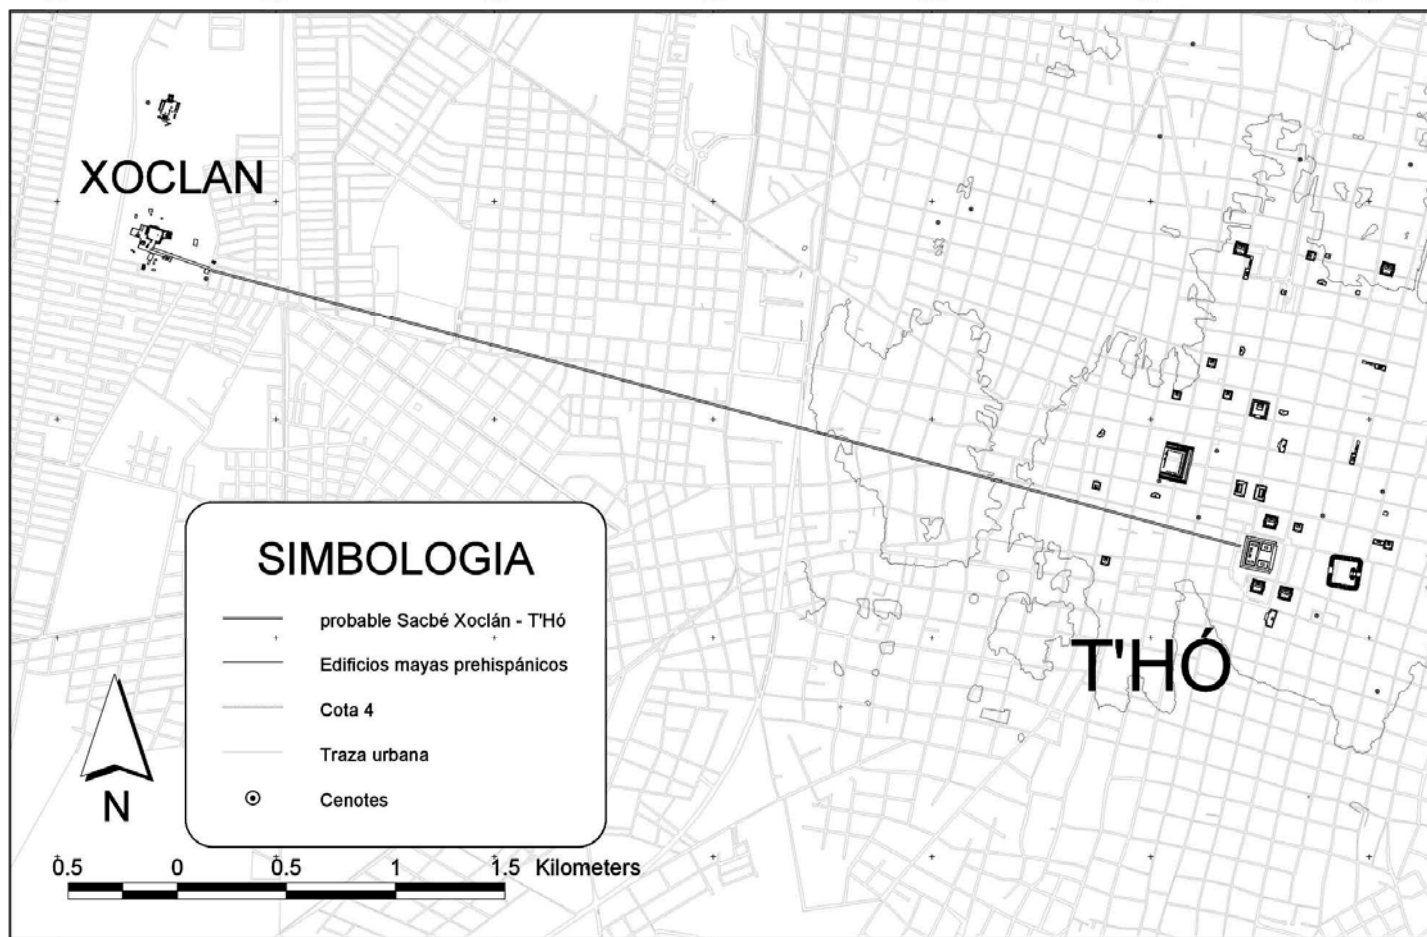 XOCLAN
T'HÓ
SIMBOLOGIA
probable Sacbé Xoclán - T'Hó
Edificios mayas prehispánicos
Cota 4
Traza urbana
Cenotes
N
0.5 0 0.5 1 1.5 Kilometers